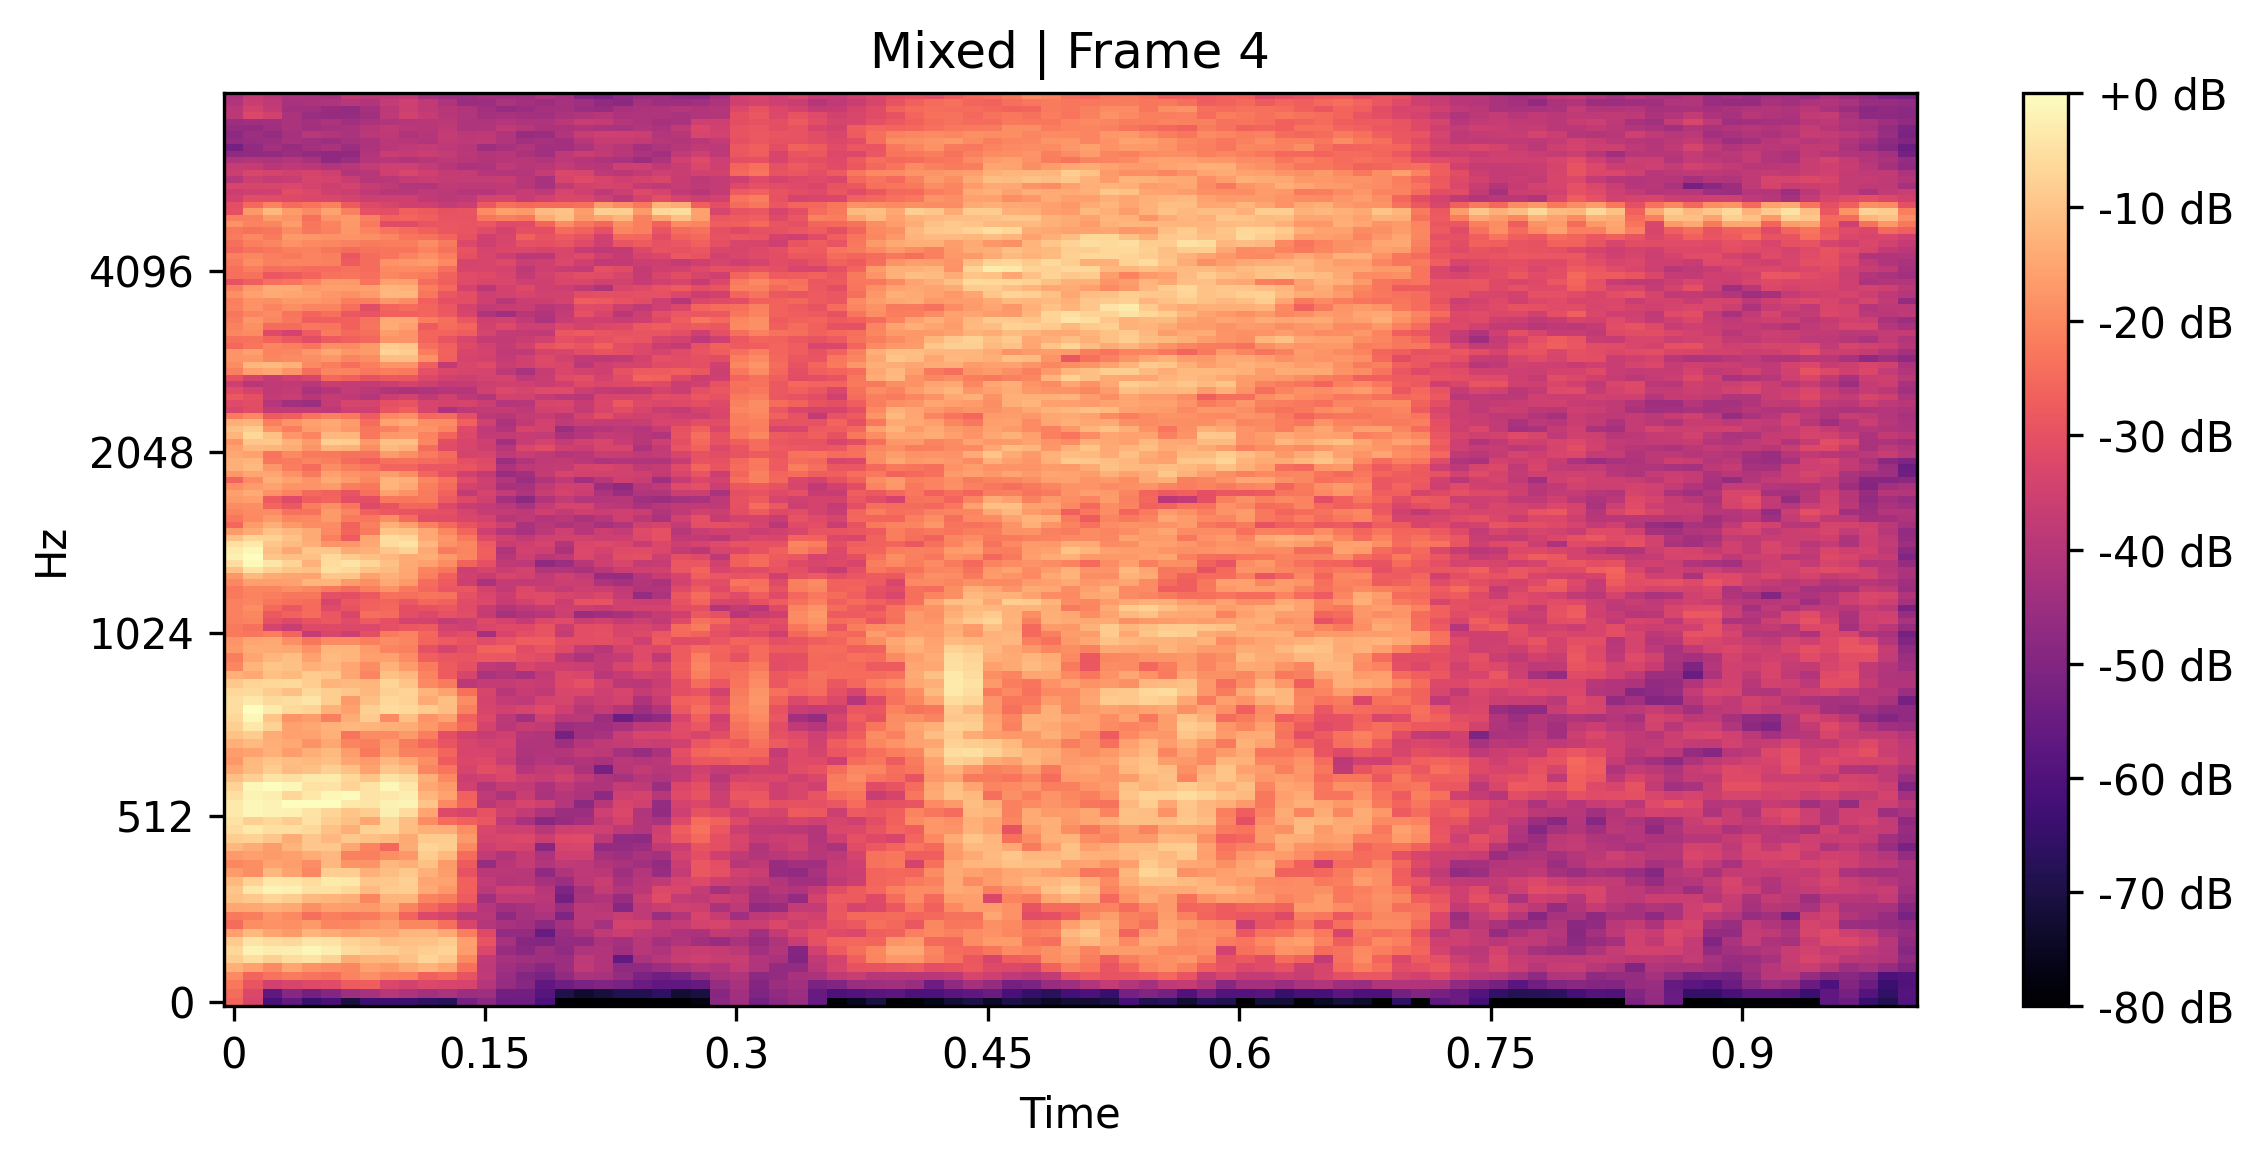 Mixed | Frame 4
+0 dB
-10 dB
-20 dB
-30 dB
-40 dB
-50 dB
-60 dB
-70 dB
-80 dB
4096
2048
1024
512
0
Hz
0 0.15 0.3 0.45 0.6 0.75 0.9
Time